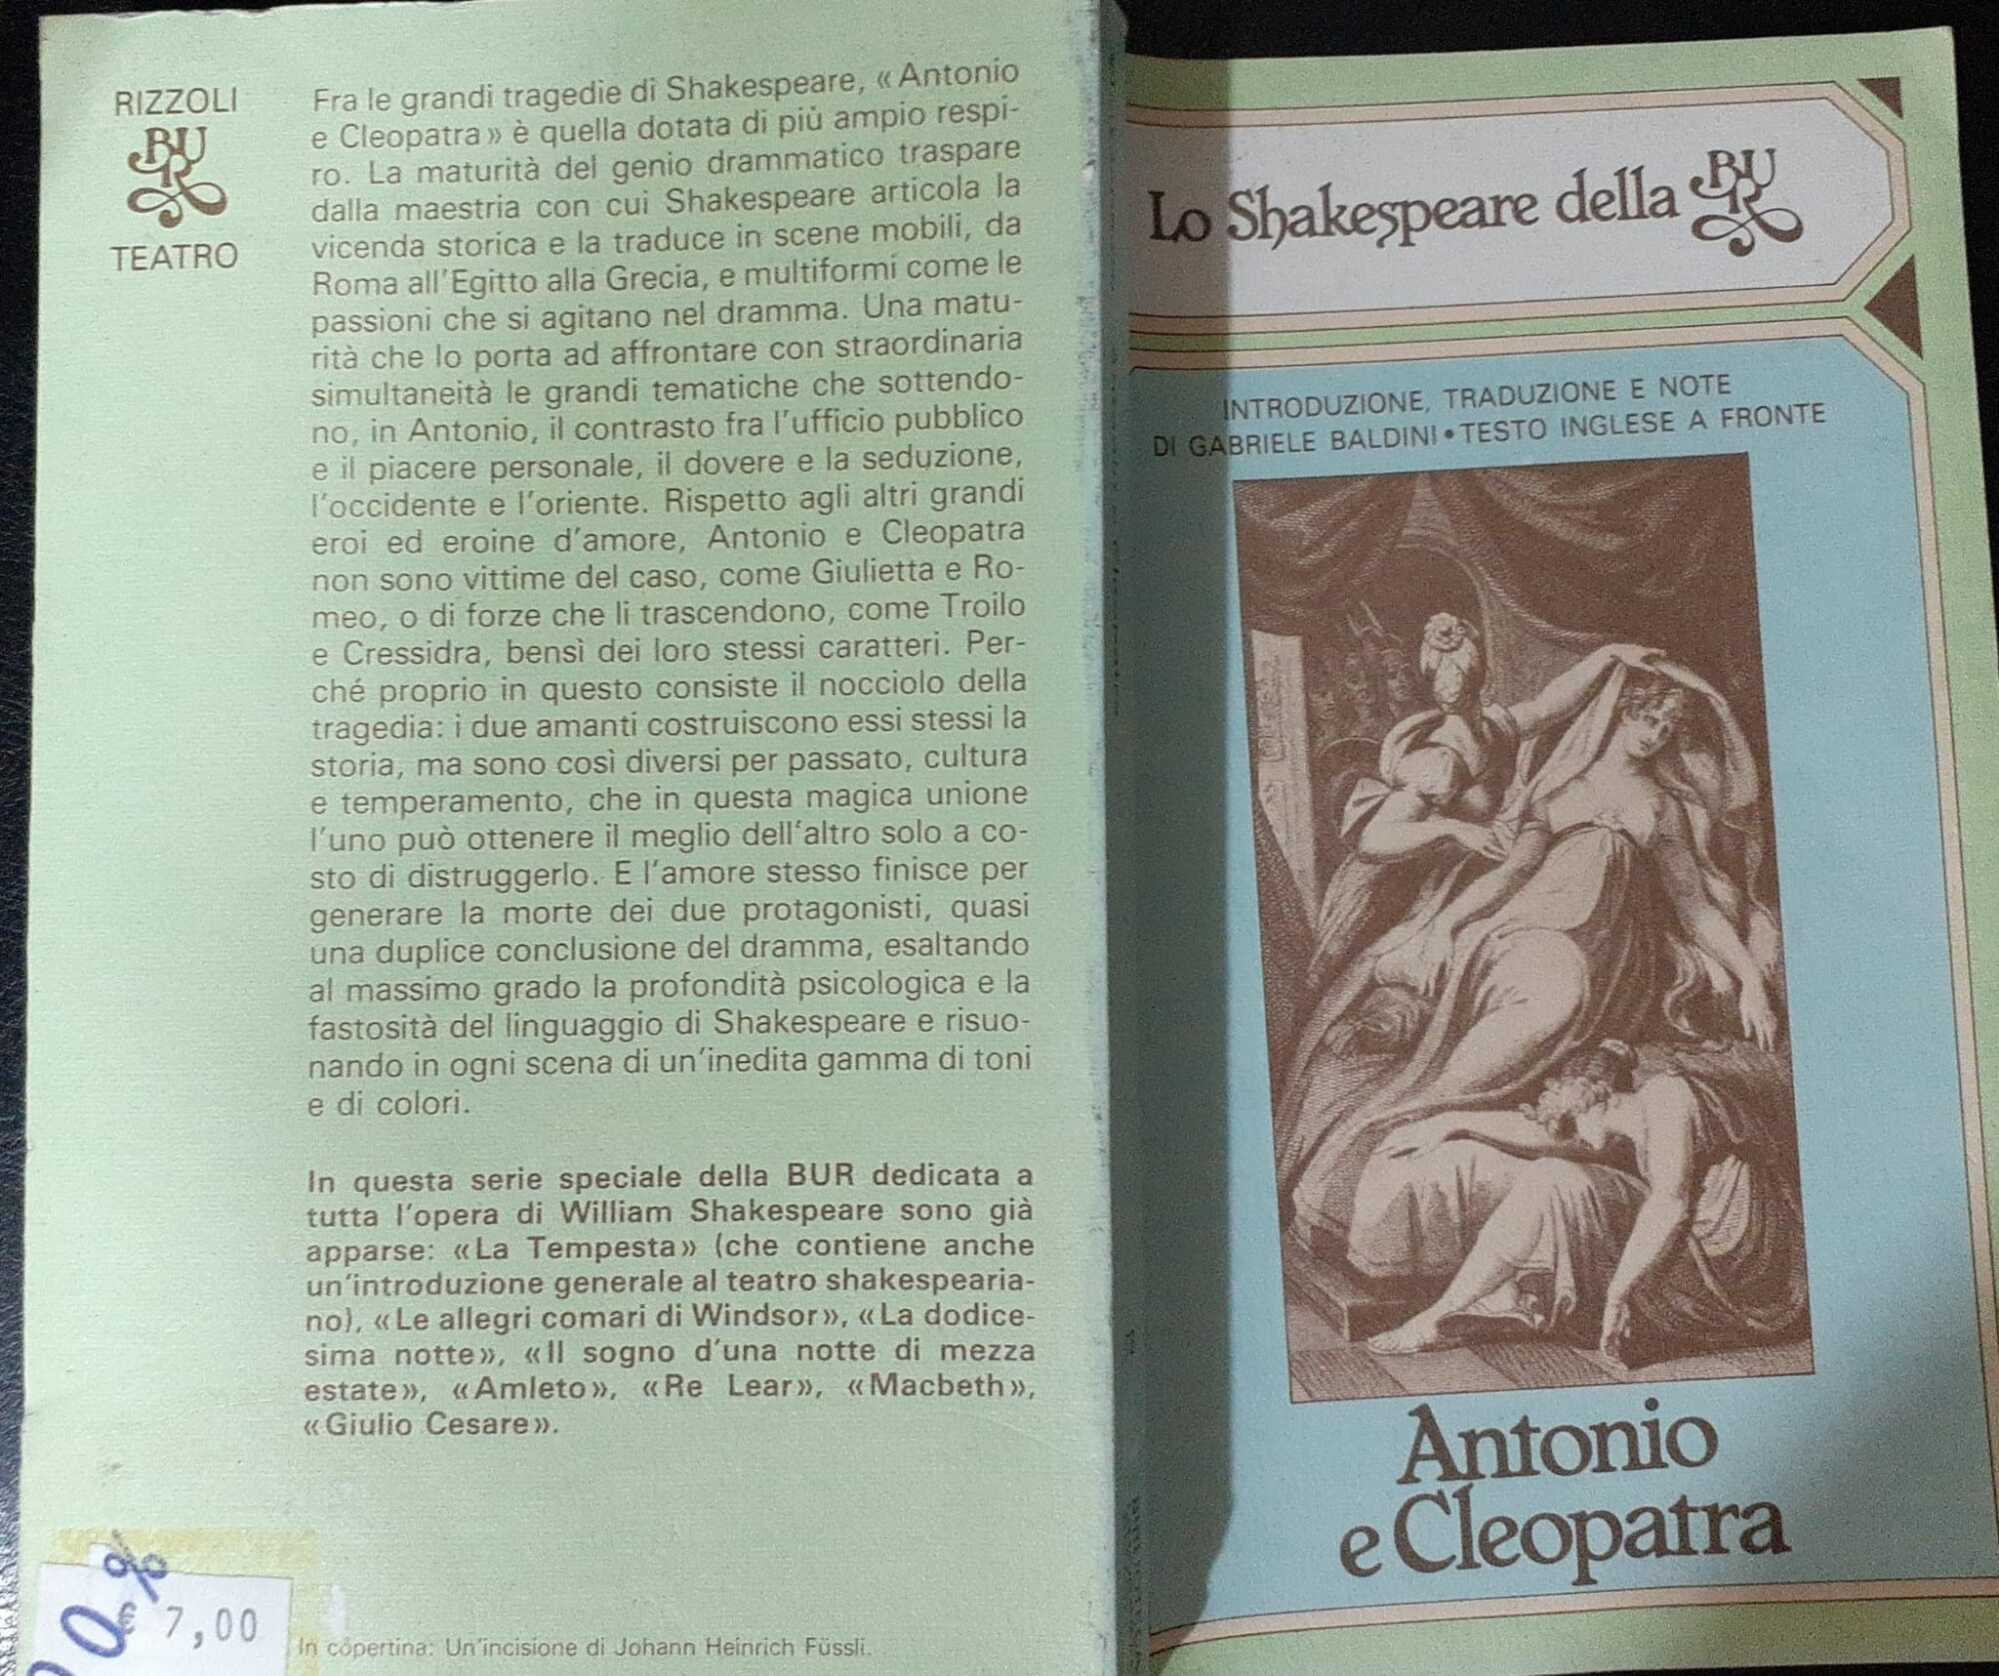 RIZZOLI
BUR
TEATRO
Fra le grandi tragedie di Shakespeare, «Antonio
e Cleopatra» è quella dotata di più ampio respi-
ro. La maturità del genio drammatico traspare
dalla maestria con cui Shakespeare articola la
vicenda storica e la traduce in scene mobili, da
Roma all'Egitto alla Grecia, e multiformi come le
passioni che si agitano nel dramma. Una matu-
rità che lo porta ad affrontare con straordinaria
simultaneità le grandi tematiche che sottendo-
no, in Antonio, il contrasto fra l'ufficio pubblico
e il piacere personale, il dovere e la seduzione,
l'occidente e l'oriente. Rispetto agli altri grandi
eroi ed eroine d'amore, Antonio e Cleopatra
non sono vittime del caso, come Giulietta e Ro-
meo, o di forze che li trascendono, come Troilo
e Cressidra, bensì dei loro stessi caratteri. Per-
ché proprio in questo consiste il nocciolo della
tragedia: i due amanti costruiscono essi stessi la
storia, ma sono così diversi per passato, cultura
e temperamento, che in questa magica unione
l'uno può ottenere il meglio dell'altro solo a co-
sto di distruggerlo. E l'amore stesso finisce per
generare la morte dei due protagonisti, quasi
una duplice conclusione del dramma, esaltando
al massimo grado la profondità psicologica e la
fastosità del linguaggio di Shakespeare e risuo-
nando in ogni scena di un'inedita gamma di toni
e di colori.
In questa serie speciale della BUR dedicata a
tutta l'opera di William Shakespeare sono già
apparse: «La Tempesta» (che contiene anche
un'introduzione generale al teatro shakespearia-
no), «Le allegri comari di Windsor», «La dodice-
sima notte», «Il sogno d'una notte di mezza
estate», «Amleto», «Re Lear», «Macbeth»,
«Giulio Cesare».
€ 7,00
In copertina: Un'incisione di Johann Heinrich Füssli.
Lo Shakespeare della BUR
INTRODUZIONE, TRADUZIONE E NOTE
DI GABRIELE BALDINI • TESTO INGLESE A FRONTE
Antonio
e Cleopatra